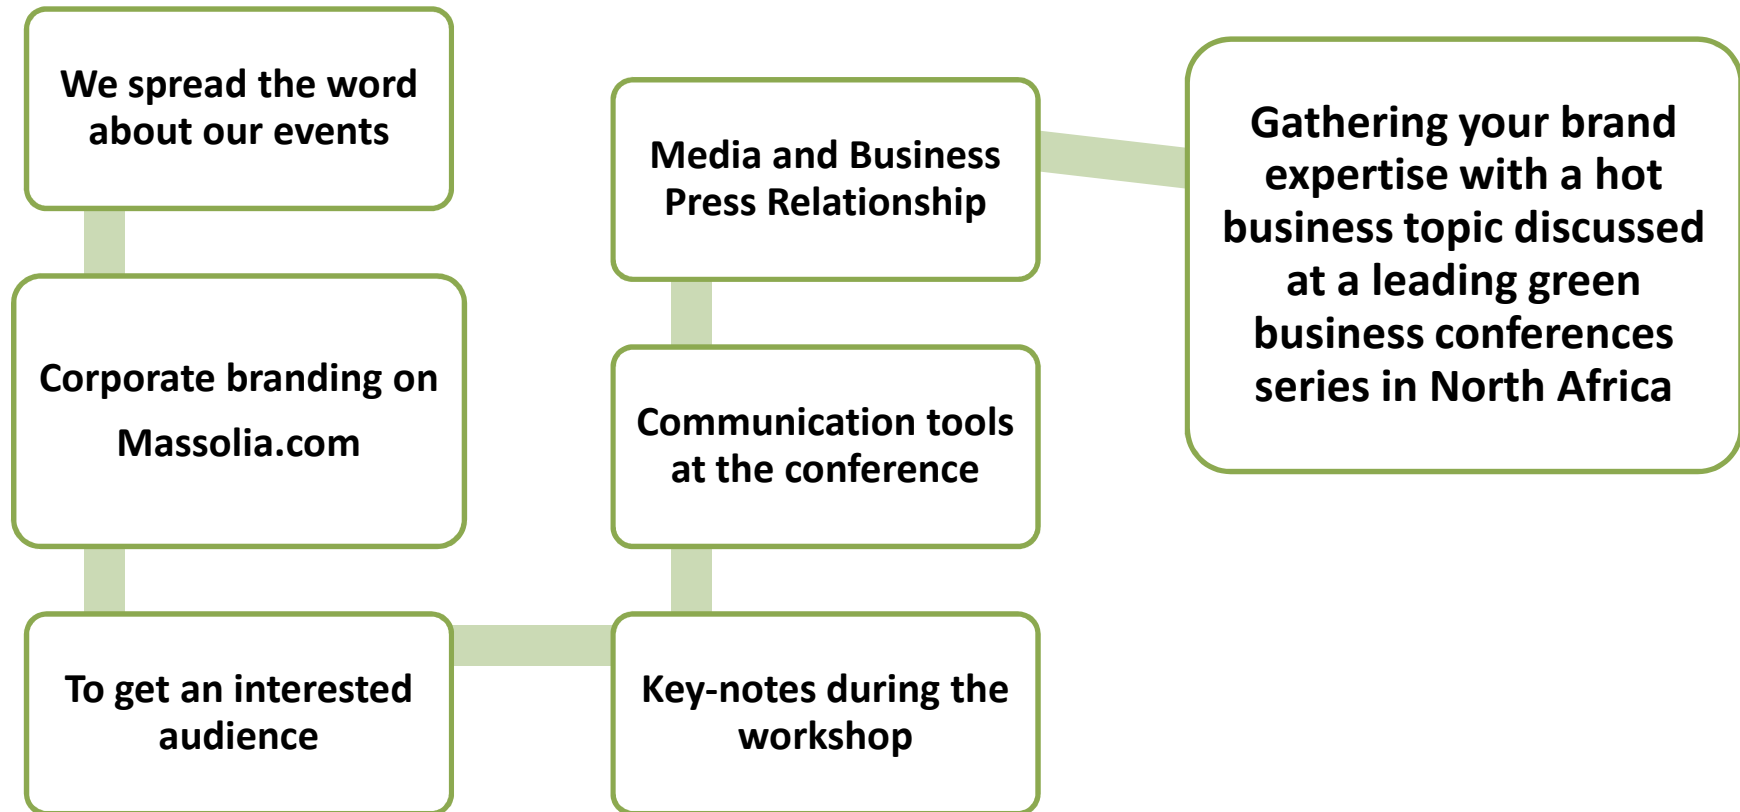 We spread the word
about our events
Corporate branding on
Massolia.com
To get an interested
audience
Key-notes during the
workshop
Communication tools
at the conference
Media and Business
Press Relationship
Gathering your brand
expertise with a hot
business topic discussed
at a leading green
business conferences
series in North Africa